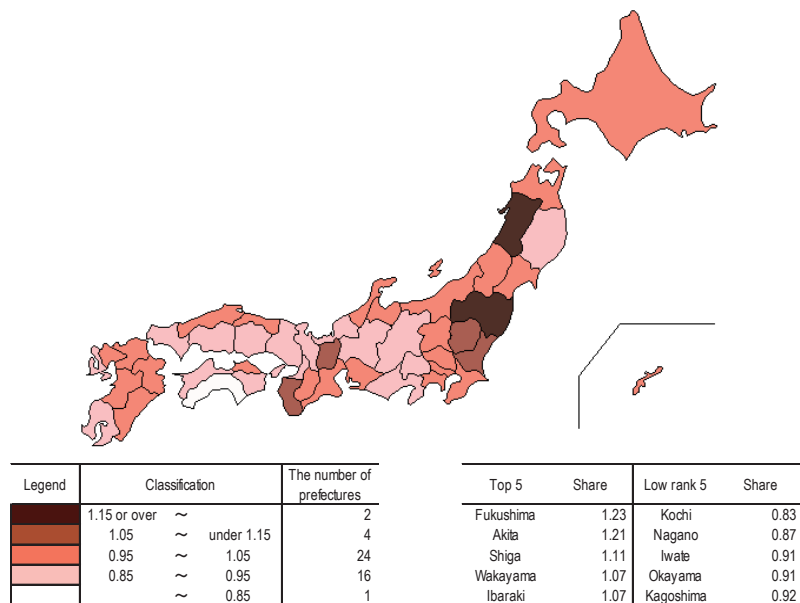 Legend Classification The number of prefectures
1.15 or over ～ 2
1.05 ～ under 1.15 4
0.95 ～ 1.05 24
0.85 ～ 0.95 16
～ 0.85 1
Top 5 Share Low rank 5 Share
Fukushima 1.23 Kochi 0.83
Akita 1.21 Nagano 0.87
Shiga 1.11 Iwate 0.91
Wakayama 1.07 Okayama 0.91
Ibaraki 1.07 Kagoshima 0.92